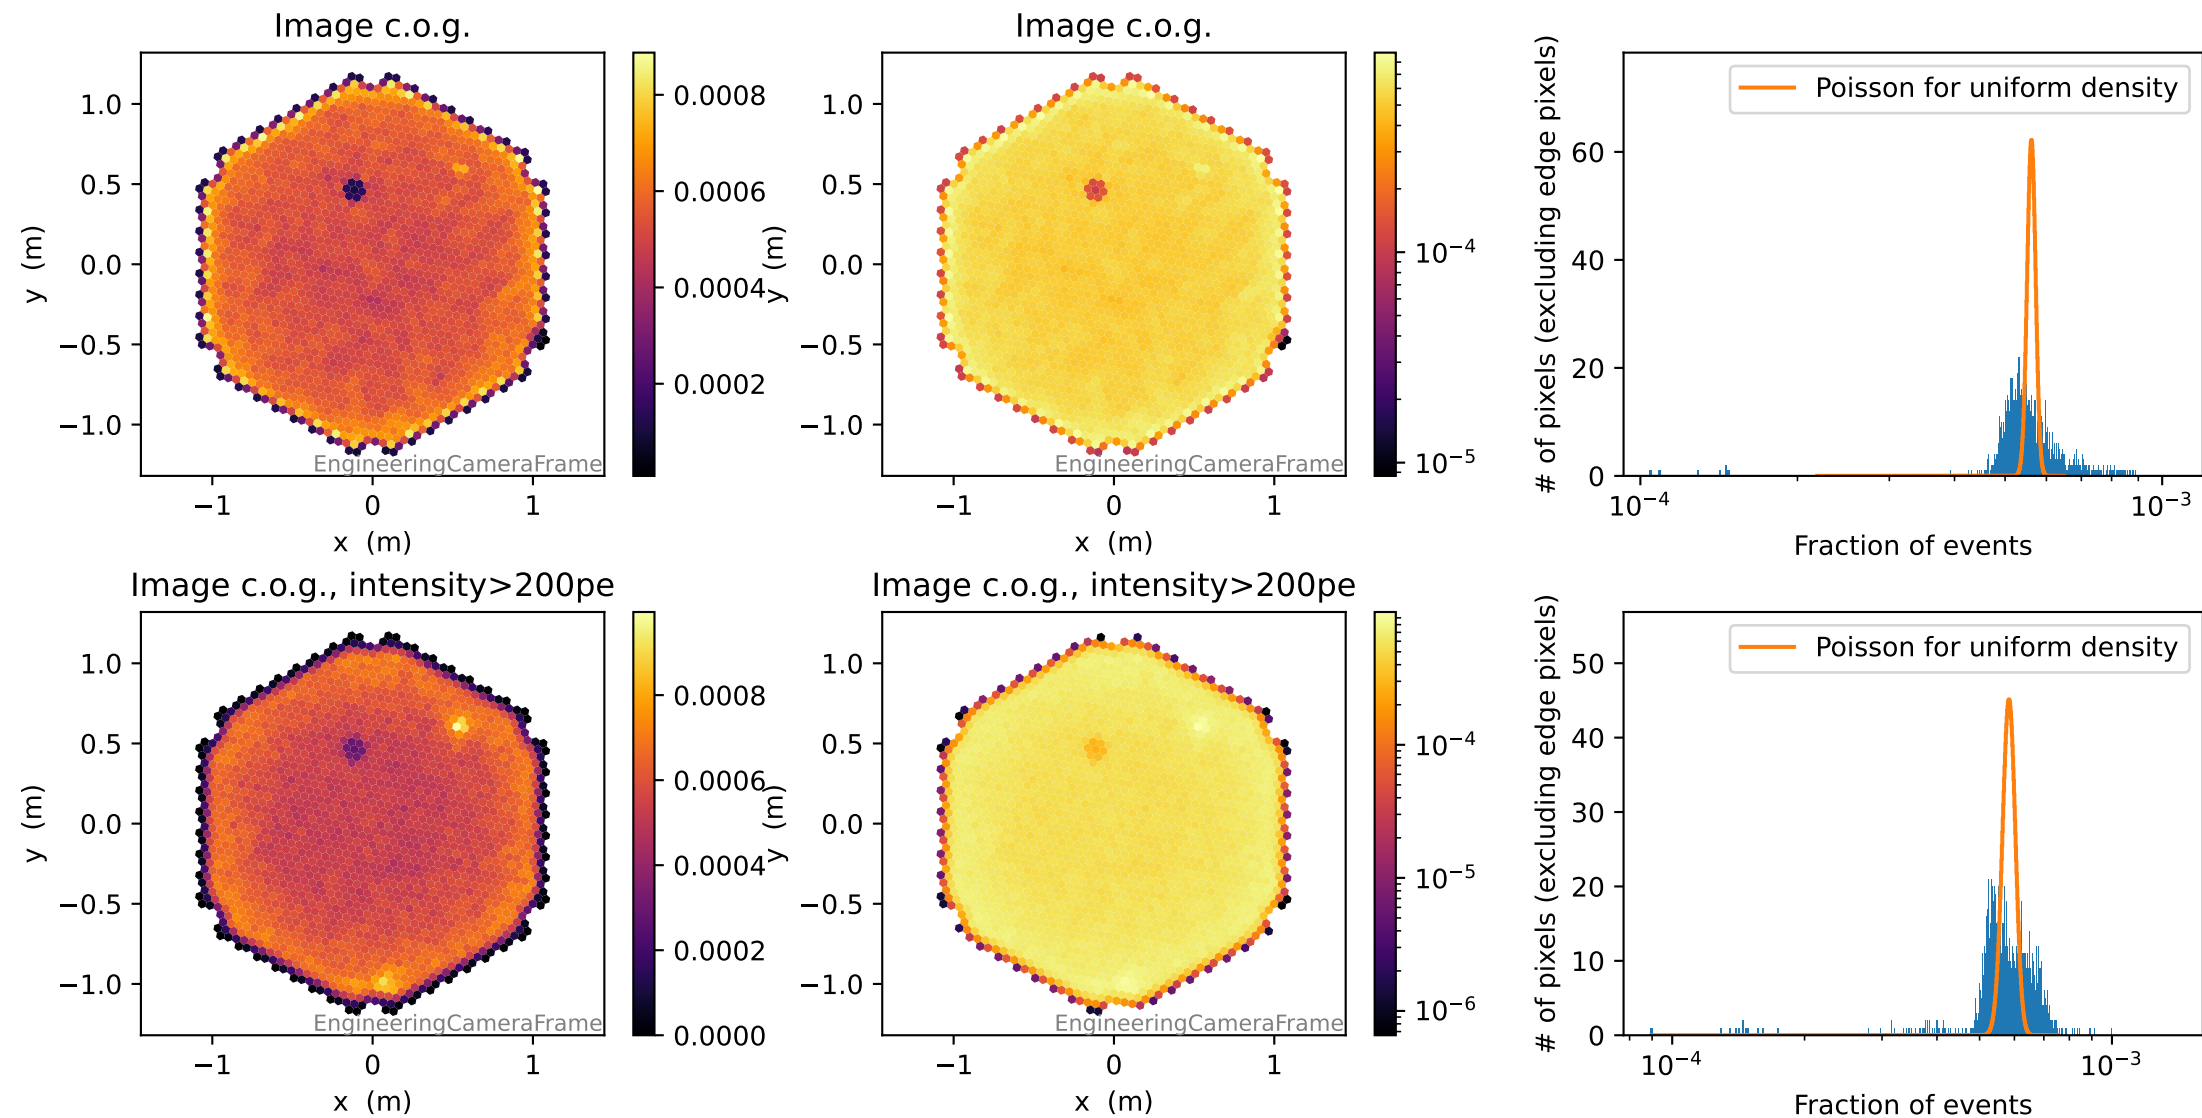 Image c.o.g.
1.0
0.5
0.0
−0.5
−1.0
y (m)
−1 0 1
x (m)
EngineeringCameraFrame
0.0008
0.0006
0.0004
0.0002
Image c.o.g.
1.0
0.5
0.0
−0.5
−1.0
y (m)
−1 0 1
x (m)
EngineeringCameraFrame
10⁻⁴
10⁻⁵
# of pixels (excluding edge pixels)
60
40
20
0
Poisson for uniform density
10⁻⁴ 10⁻³
Fraction of events
Image c.o.g., intensity>200pe
1.0
0.5
0.0
−0.5
−1.0
y (m)
−1 0 1
x (m)
EngineeringCameraFrame
0.0008
0.0006
0.0004
0.0002
0.0000
Image c.o.g., intensity>200pe
1.0
0.5
0.0
−0.5
−1.0
y (m)
−1 0 1
x (m)
EngineeringCameraFrame
10⁻⁴
10⁻⁵
10⁻⁶
# of pixels (excluding edge pixels)
50
40
30
20
10
0
Poisson for uniform density
10⁻⁴ 10⁻³
Fraction of events